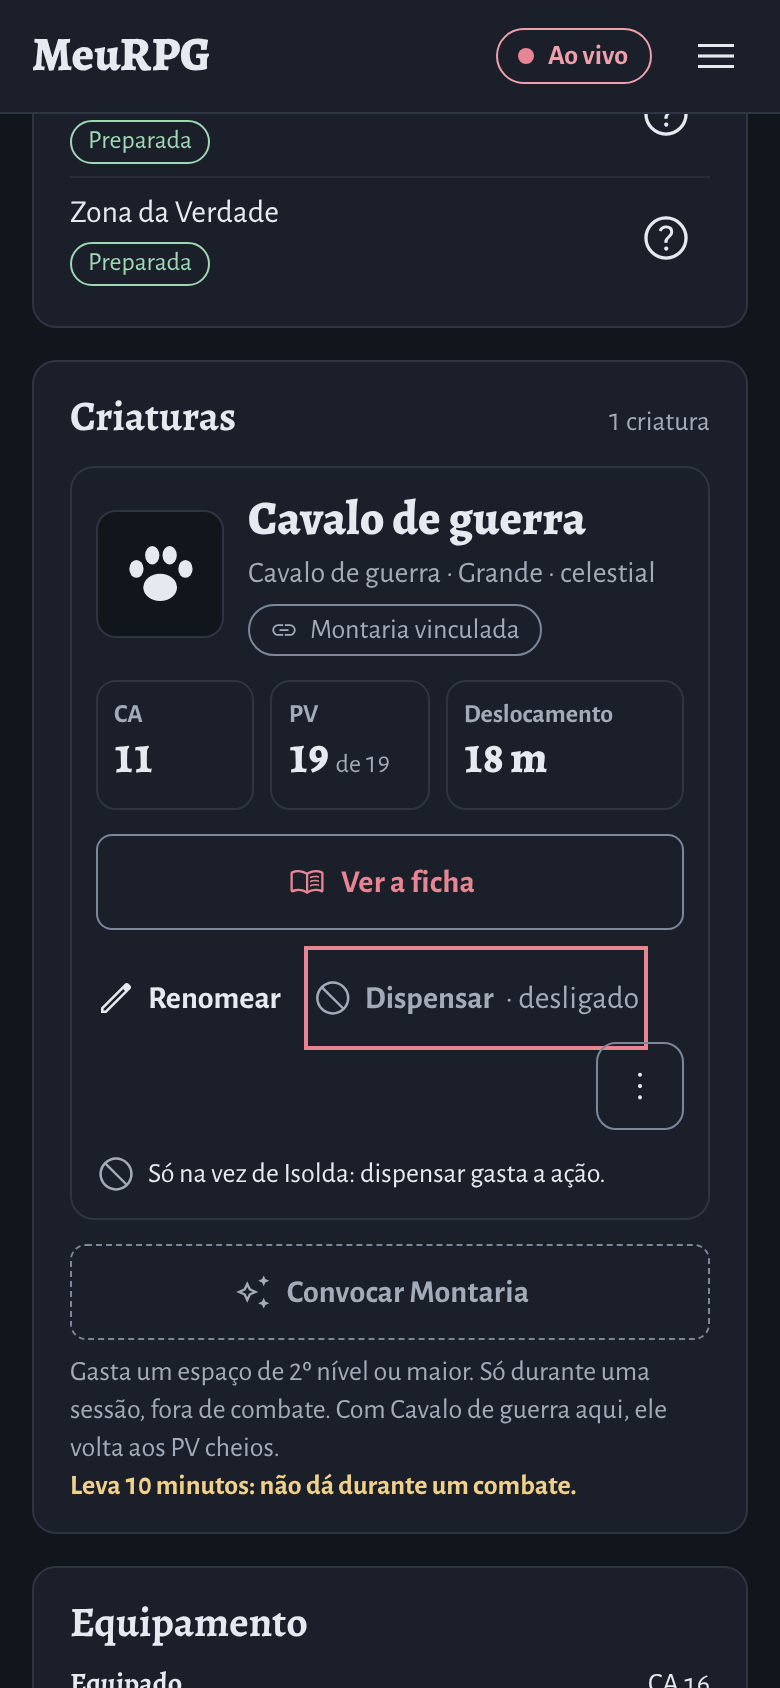 MeuRPG
Ao vivo
Preparada
Zona da Verdade
Preparada
Criaturas
1 criatura
Cavalo de guerra
Cavalo de guerra · Grande · celestial
Montaria vinculada
CA
11
PV
19 de 19
Deslocamento
18 m
Ver a ficha
Renomear
Dispensar · desligado
Só na vez de Isolda: dispensar gasta a ação.
Convocar Montaria
Gasta um espaço de 2º nível ou maior. Só durante uma
sessão, fora de combate. Com Cavalo de guerra aqui, ele
volta aos PV cheios.
Leva 10 minutos: não dá durante um combate.
Equipamento
Equipado
CA 16